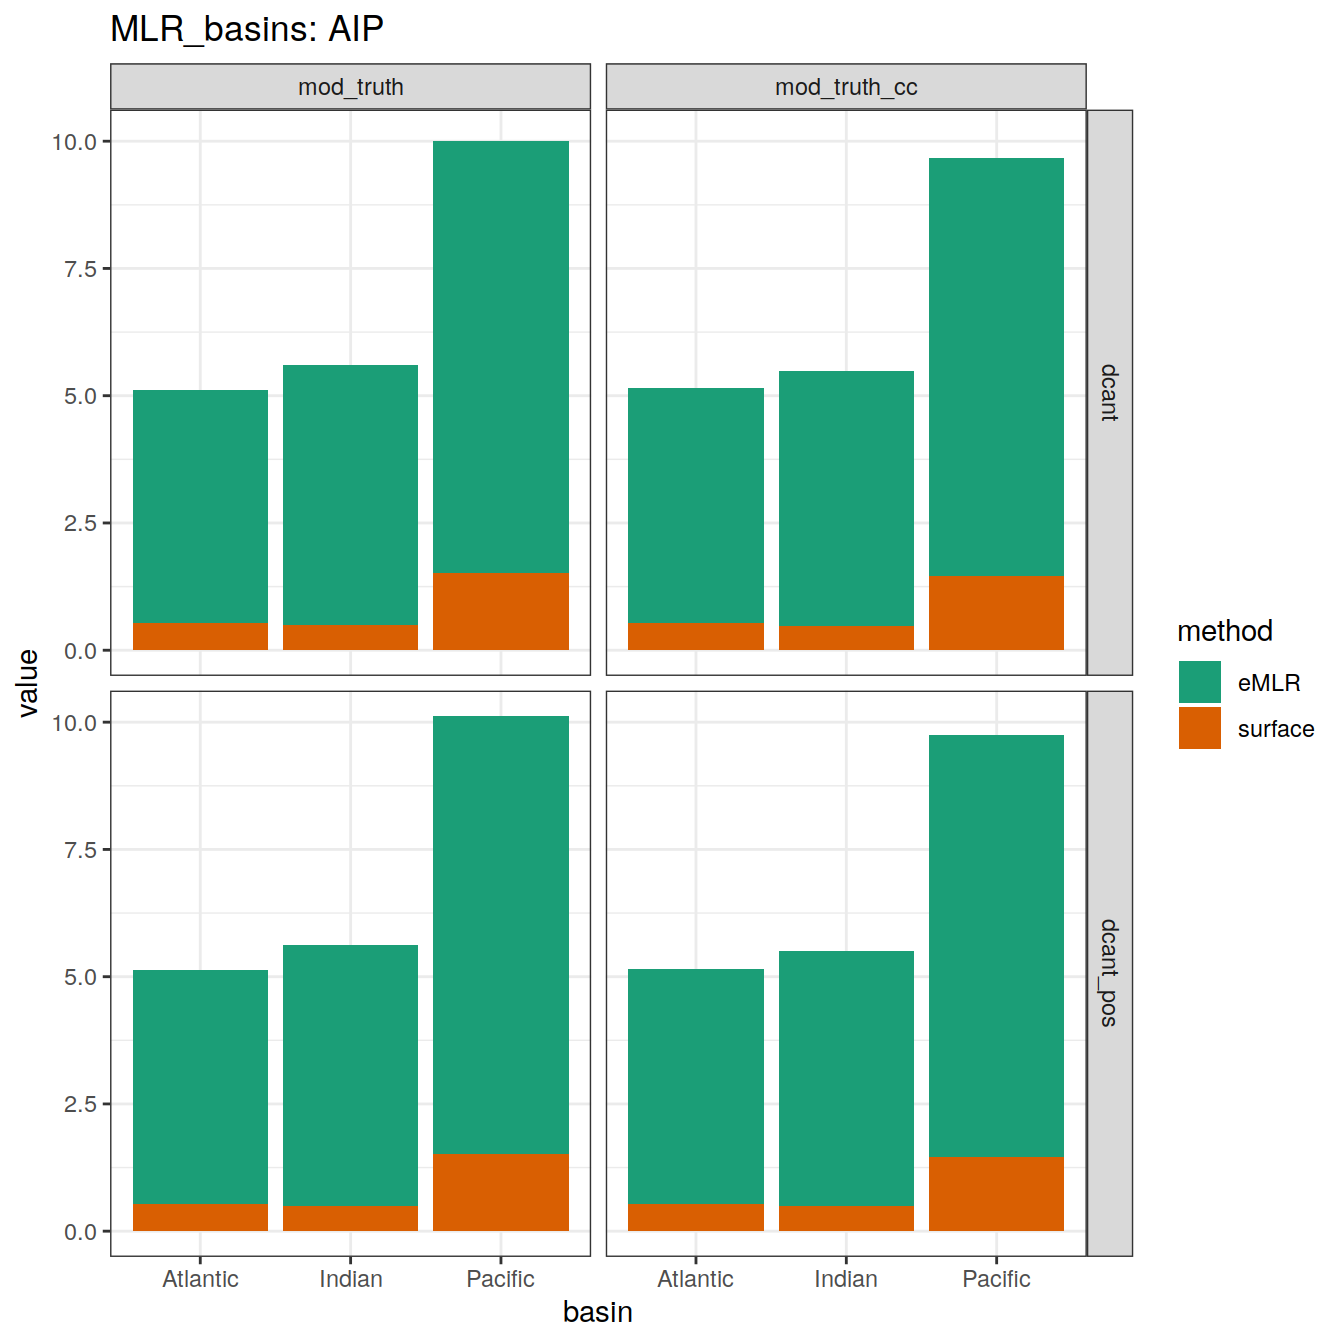 MLR_basins: AIP
mod_truth
mod_truth_cc
10.0
7.5
5.0
2.5
0.0
dcant
10.0
7.5
5.0
2.5
0.0
dcant_pos
value
Atlantic Indian Pacific
Atlantic Indian Pacific
basin
method
eMLR
surface